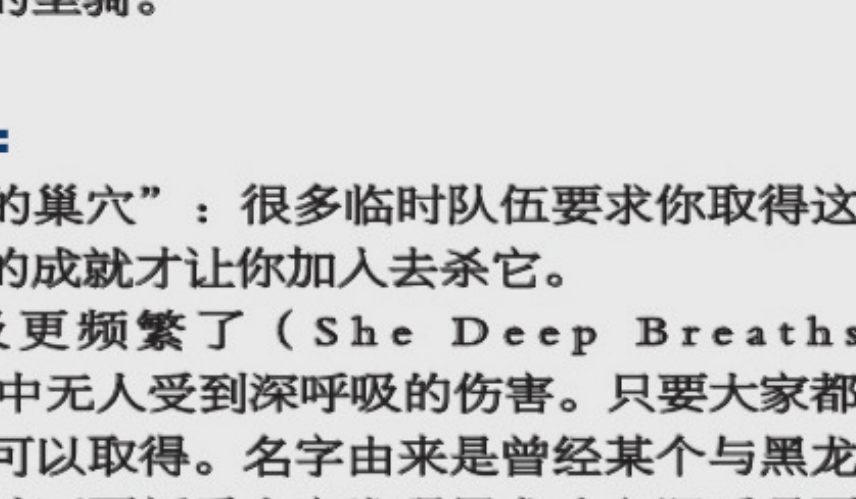 的坐骑。
:
的巢穴”：很多临时队伍要求你取得这
的成就才让你加入去杀它。
更频繁了（She Deep Breaths
中无人受到深呼吸的伤害。只要大家都
可以取得。名字由来是曾经某个与黑龙